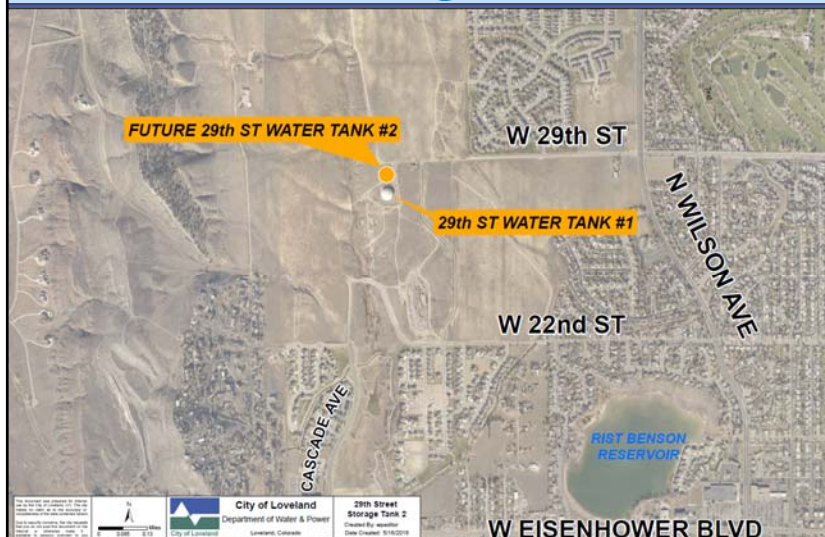 FUTURE 29th ST WATER TANK #2
W 29th ST
29th ST WATER TANK #1
N WILSON AVE
W 22nd ST
CASCADE AVE
RIST BENSON
RESERVOIR
W EISENHOWER BLVD
N
Miles
City of Loveland
City of Loveland
Department of Water & Power
Loveland, Colorado
29th Street
Storage Tank 2